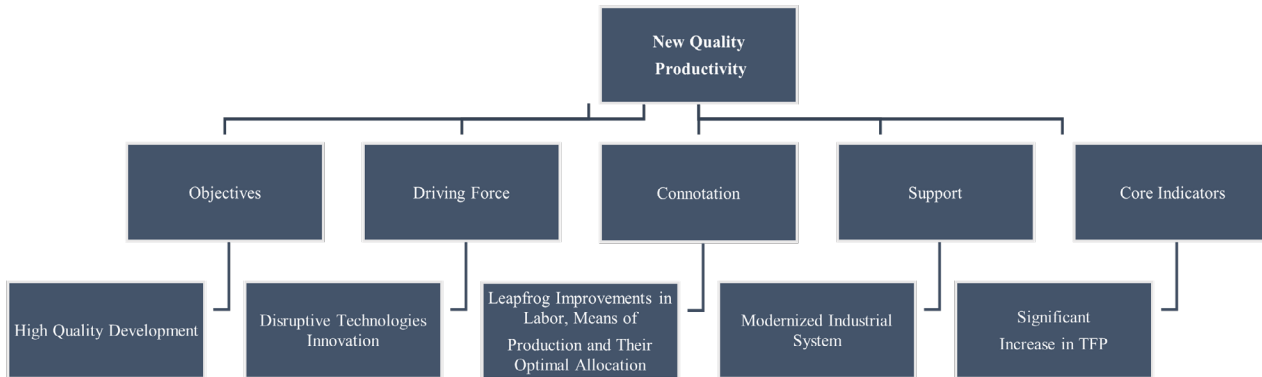 New Quality
Productivity
Objectives
Driving Force
Connotation
Support
Core Indicators
High Quality Development
Disruptive Technologies
Innovation
Leapfrog Improvements in
Labor, Means of
Production and Their
Optimal Allocation
Modernized Industrial
System
Significant
Increase in TFP